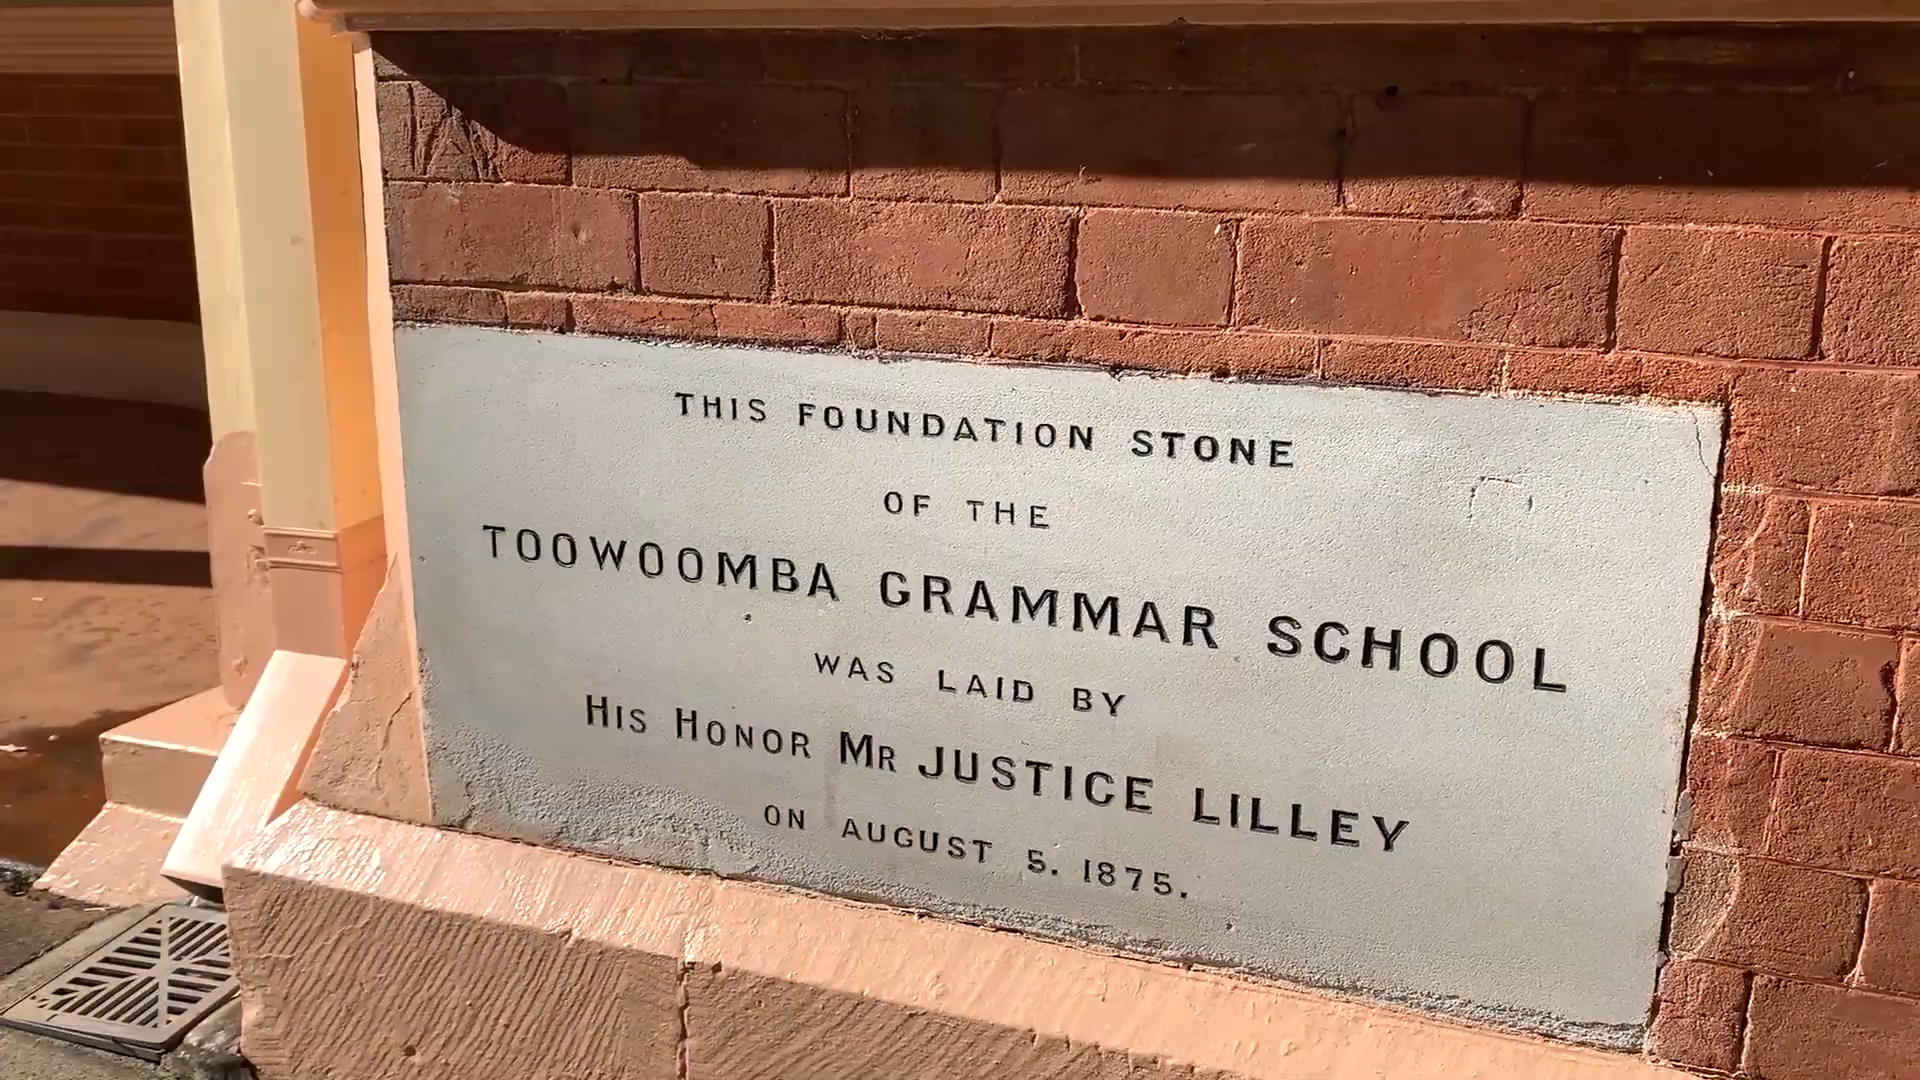 THIS FOUNDATION STONE
OF THE
TOOWOOMBA GRAMMAR SCHOOL
WAS LAID BY
HIS HONOR MR JUSTICE LILLEY
ON AUGUST 5. 1875.